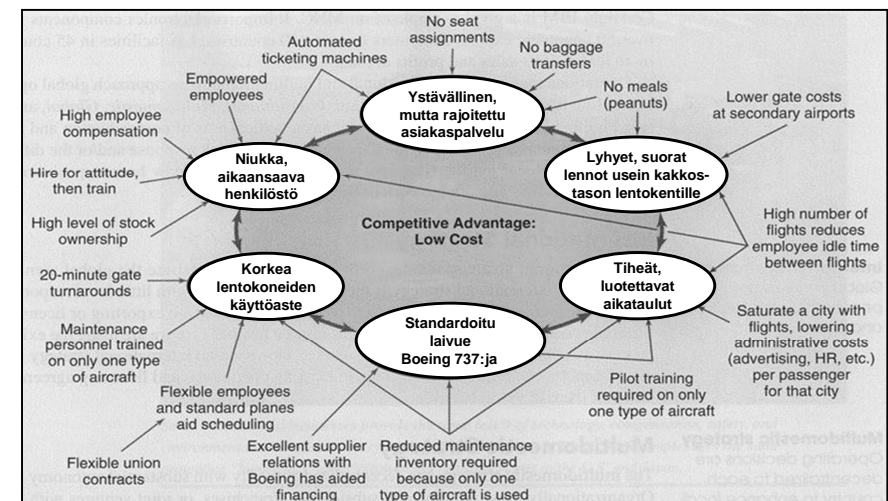 No seat
assignments
Automated
ticketing machines
No baggage
transfers
Empowered
employees
Ystävällinen,
mutta rajoitettu
asiakaspalvelu
No meals
(peanuts)
Lower gate costs
at secondary airports
High employee
compensation
Niukka,
aikaansaava
henkilöstö
Lyhyet, suorat
lennot usein kakkos-
tason lentokentille
Hire for attitude,
then train
High level of stock
ownership
Competitive Advantage:
Low Cost
High number of
flights reduces
employee idle time
between flights
20-minute gate
turnarounds
Korkea
lentokoneiden
käyttöaste
Tiheät,
luotettavat
aikataulut
Standardoitu
laivue
Boeing 737:ja
Maintenance
personnel trained
on only one type
of aircraft
Saturate a city with
flights, lowering
administrative costs
(advertising, HR, etc.)
per passenger
for that city
Pilot training
required on only
one type of aircraft
Flexible employees
and standard planes
aid scheduling
Flexible union
contracts
Excellent supplier
relations with
Boeing has aided
financing
Reduced maintenance
inventory required
because only one
type of aircraft is used